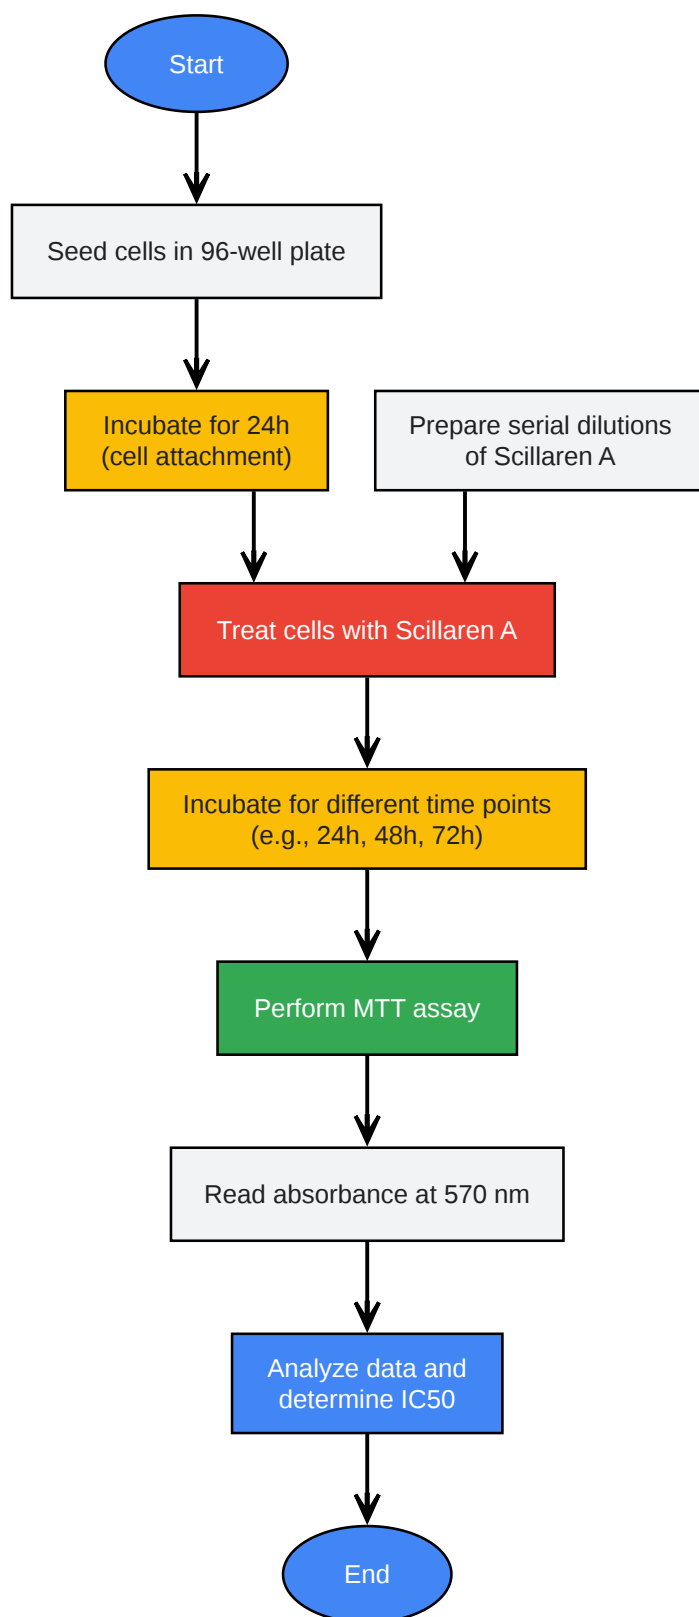 Start
Seed cells in 96-well plate
Incubate for 24h
(cell attachment)
Prepare serial dilutions
of Scillaren A
Treat cells with Scillaren A
Incubate for different time points
(e.g., 24h, 48h, 72h)
Perform MTT assay
Read absorbance at 570 nm
Analyze data and
determine IC50
End